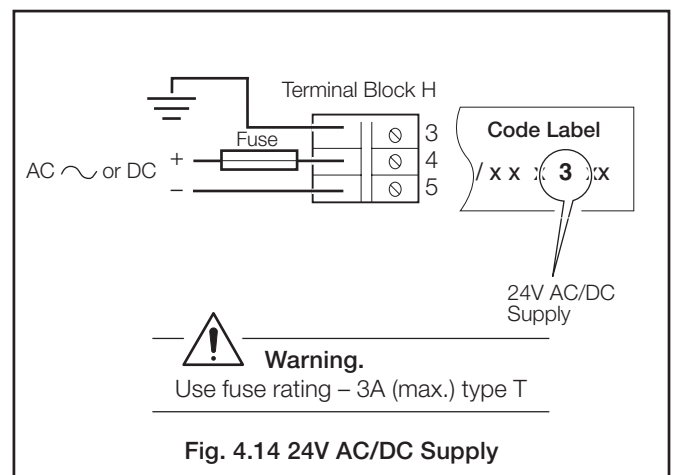 Terminal Block H
3
Fuse
4
5
AC or DC
+
–
Code Label
/ x x x 3 xx
24V AC/DC
Supply
Warning.
Use fuse rating – 3A (max.) type T
Fig. 4.14 24V AC/DC Supply